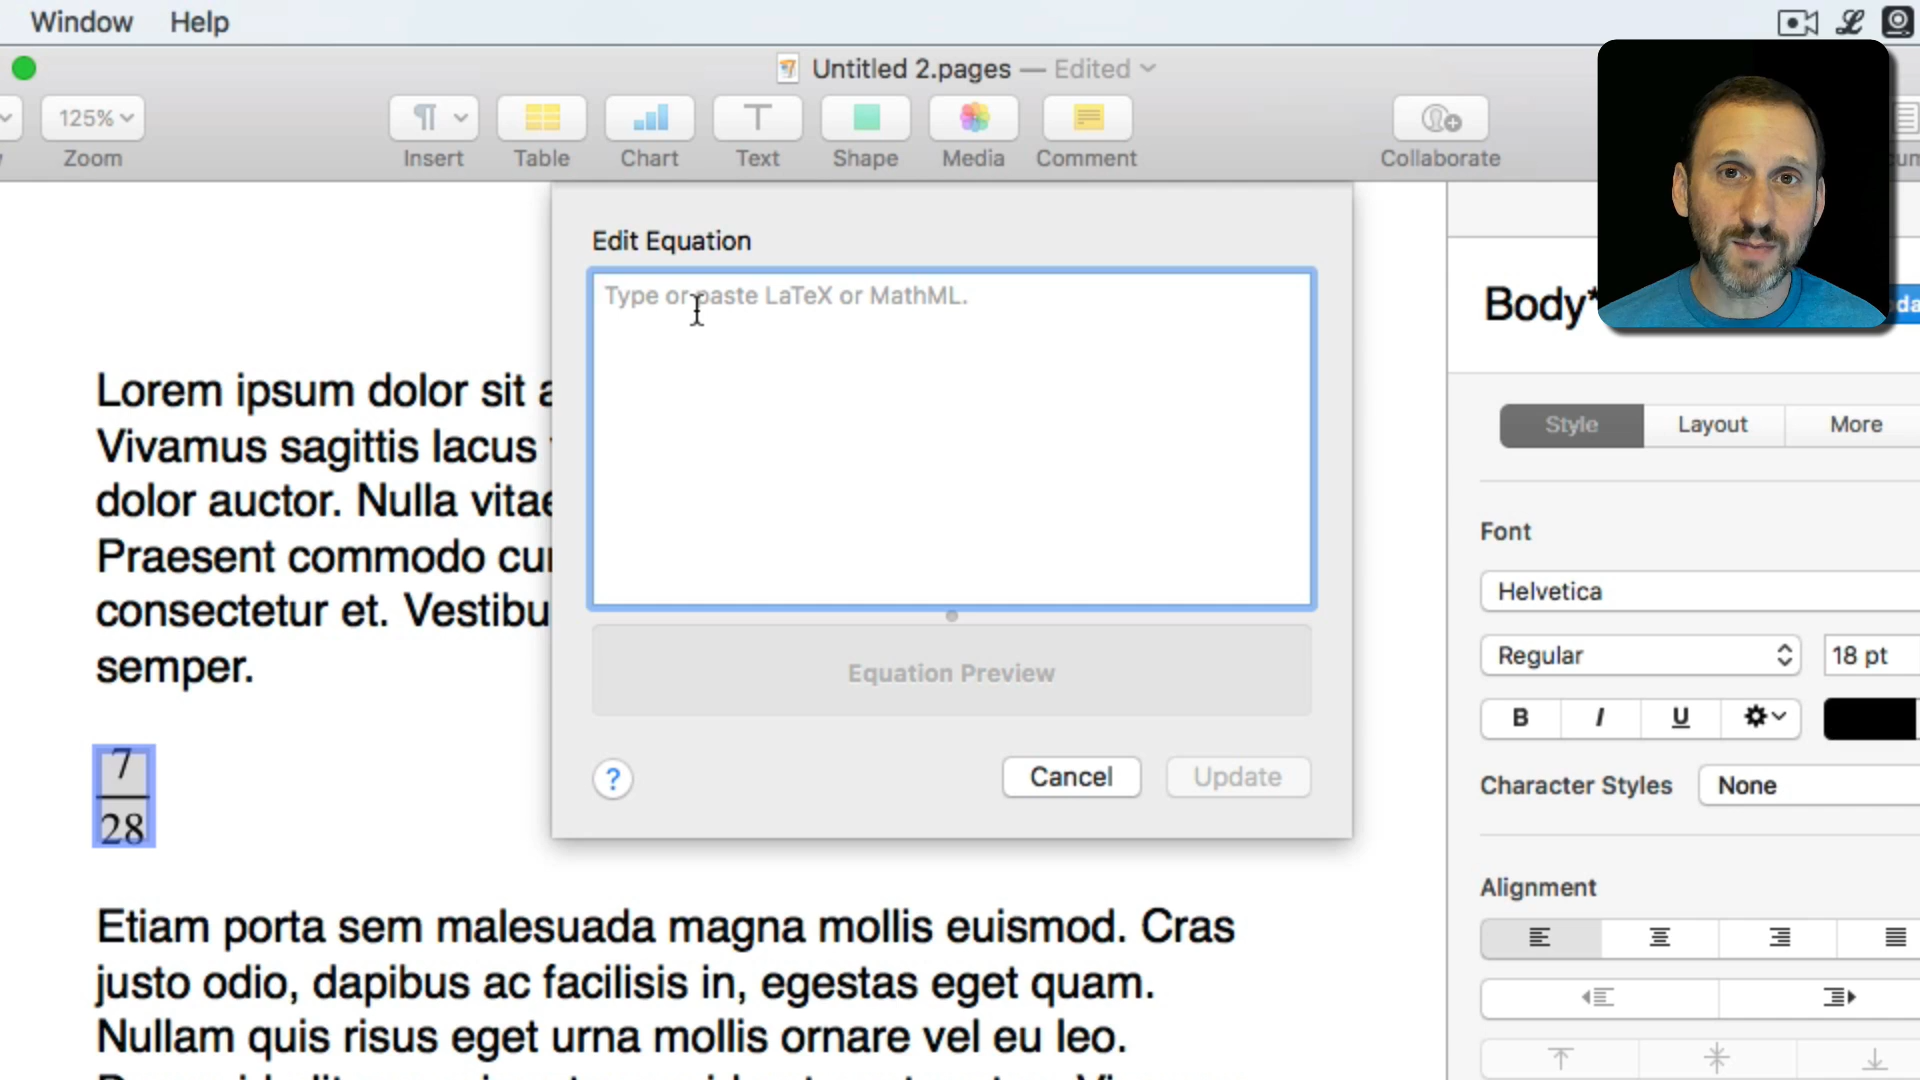 Window Help
Untitled 2.pages — Edited
125%
Zoom Insert Table Chart Text Shape Media Comment Collaborate
Edit Equation
Type or paste LaTeX or MathML.
Equation Preview
? Cancel Update
Lorem ipsum dolor sit a
Vivamus sagittis lacus
dolor auctor. Nulla vitae
Praesent commodo cur
consectetur et. Vestibu
semper.
7
28
Etiam porta sem malesuada magna mollis euismod. Cras
justo odio, dapibus ac facilisis in, egestas eget quam.
Nullam quis risus eget urna mollis ornare vel eu leo.
Body*
Style Layout More
Font
Helvetica
Regular 18 pt
B I U
Character Styles None
Alignment